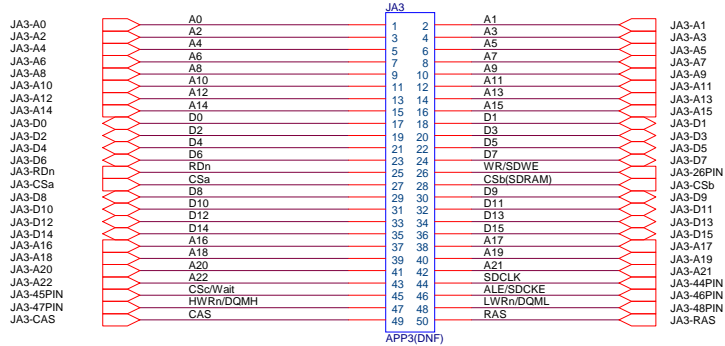 JA3
JA3-A0 A0 1 2 A1 JA3-A1
JA3-A2 A2 3 4 A3 JA3-A3
JA3-A4 A4 5 6 A5 JA3-A5
JA3-A6 A6 7 8 A7 JA3-A7
JA3-A8 A8 9 10 A9 JA3-A9
JA3-A10 A10 11 12 A11 JA3-A11
JA3-A12 A12 13 14 A13 JA3-A13
JA3-A14 A14 15 16 A15 JA3-A15
JA3-D0 D0 17 18 D1 JA3-D1
JA3-D2 D2 19 20 D3 JA3-D3
JA3-D4 D4 21 22 D5 JA3-D5
JA3-D6 D6 23 24 D7 JA3-D7
JA3-RDn RDn 25 26 WR/SDWE JA3-26PIN
JA3-CSa CSa 27 28 CSb(SDRAM) JA3-CSb
JA3-D8 D8 29 30 D9 JA3-D9
JA3-D10 D10 31 32 D11 JA3-D11
JA3-D12 D12 33 34 D13 JA3-D13
JA3-D14 D14 35 36 D15 JA3-D15
JA3-A16 A16 37 38 A17 JA3-A17
JA3-A18 A18 39 40 A19 JA3-A19
JA3-A20 A20 41 42 A21 JA3-A21
JA3-A22 A22 43 44 SDCLK JA3-44PIN
JA3-45PIN CSc/Wait 45 46 ALE/SDCKE JA3-46PIN
JA3-47PIN HWRn/DQMH 47 48 LWRn/DQML JA3-48PIN
JA3-CAS CAS 49 50 RAS JA3-RAS
APP3(DNF)